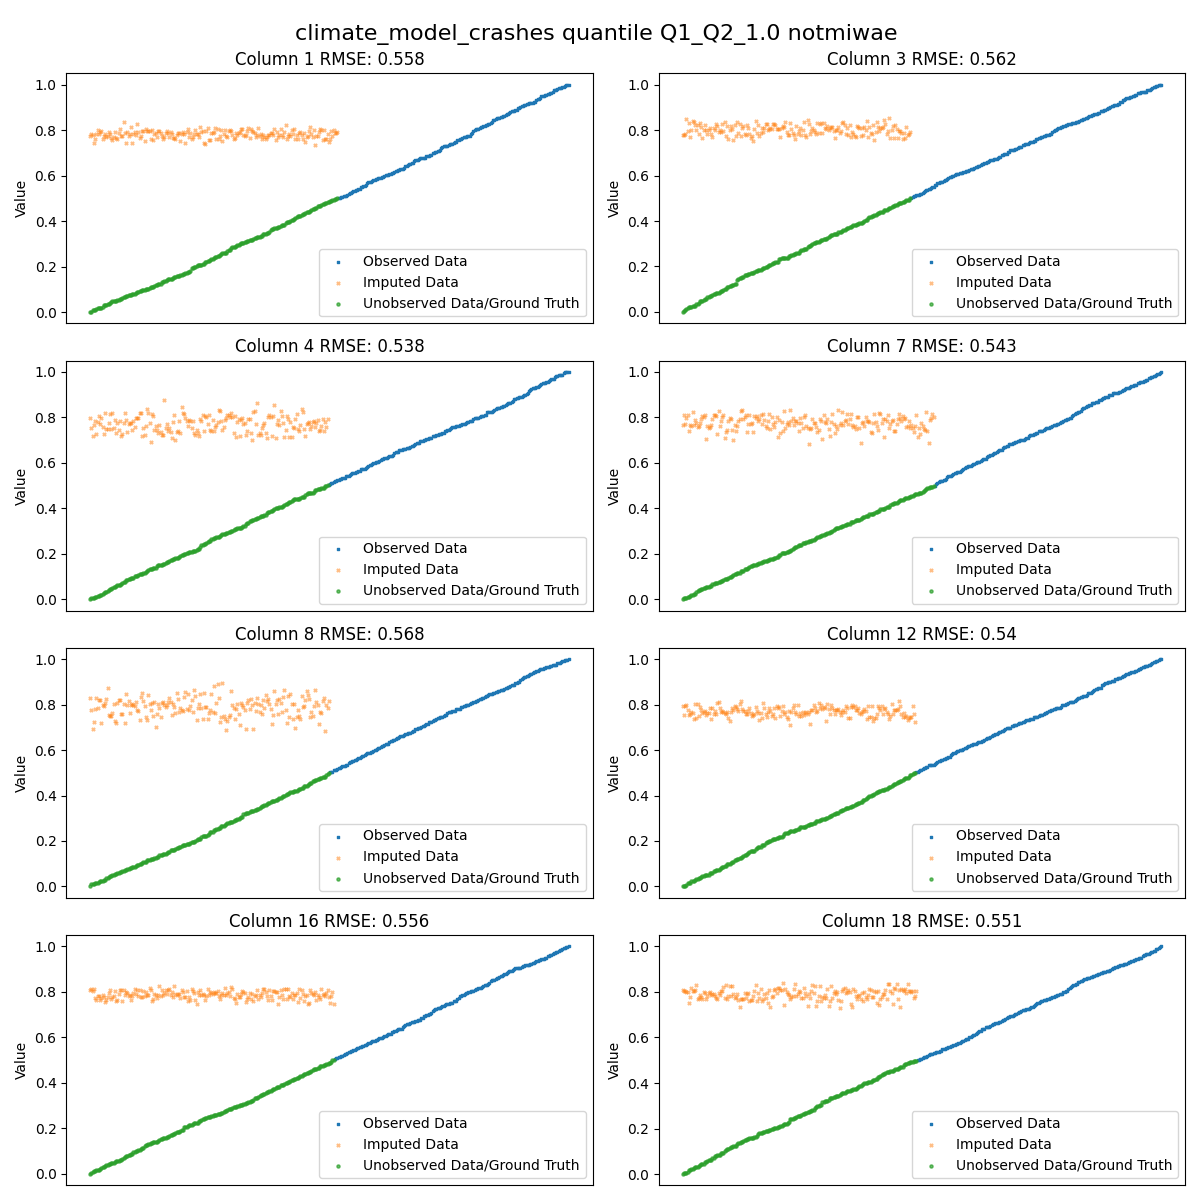 climate_model_crashes quantile Q1_Q2_1.0 notmiwae
Column 1 RMSE: 0.558
1.0
0.8
0.6
0.4
0.2
0.0
Value
Observed Data
Imputed Data
Unobserved Data/Ground Truth
Column 3 RMSE: 0.562
1.0
0.8
0.6
0.4
0.2
0.0
Value
Observed Data
Imputed Data
Unobserved Data/Ground Truth
Column 4 RMSE: 0.538
1.0
0.8
0.6
0.4
0.2
0.0
Value
Observed Data
Imputed Data
Unobserved Data/Ground Truth
Column 7 RMSE: 0.543
1.0
0.8
0.6
0.4
0.2
0.0
Value
Observed Data
Imputed Data
Unobserved Data/Ground Truth
Column 8 RMSE: 0.568
1.0
0.8
0.6
0.4
0.2
0.0
Value
Observed Data
Imputed Data
Unobserved Data/Ground Truth
Column 12 RMSE: 0.54
1.0
0.8
0.6
0.4
0.2
0.0
Value
Observed Data
Imputed Data
Unobserved Data/Ground Truth
Column 16 RMSE: 0.556
1.0
0.8
0.6
0.4
0.2
0.0
Value
Observed Data
Imputed Data
Unobserved Data/Ground Truth
Column 18 RMSE: 0.551
1.0
0.8
0.6
0.4
0.2
0.0
Value
Observed Data
Imputed Data
Unobserved Data/Ground Truth